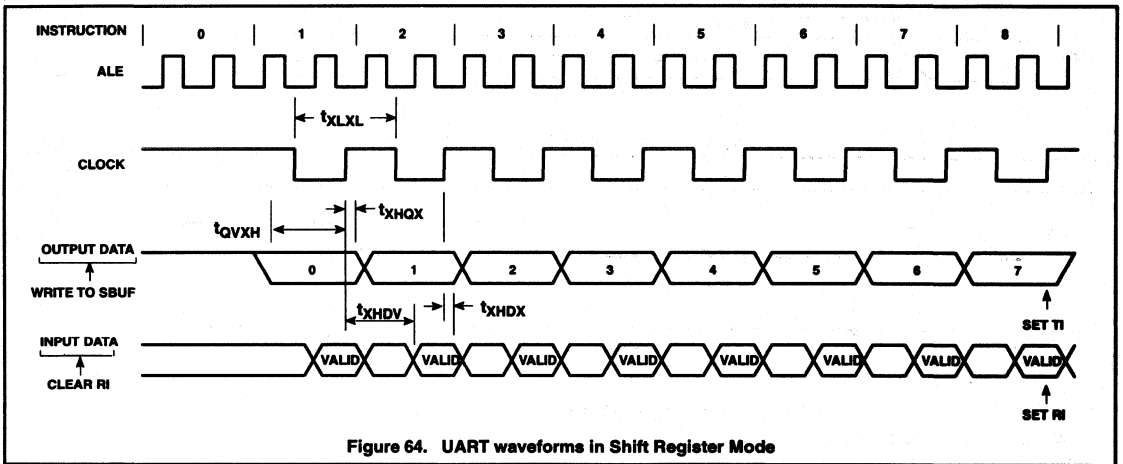 INSTRUCTION 0 1 2 3 4 5 6 7 8
ALE
tXLXL
CLOCK
tXHQX
tQVXH
OUTPUT DATA
0 1 2 3 4 5 6 7
WRITE TO SBUF
tXHDV
tXHDX
SET TI
INPUT DATA
VALID VALID VALID VALID VALID VALID VALID VALID
CLEAR RI
SET RI
Figure 64. UART waveforms in Shift Register Mode